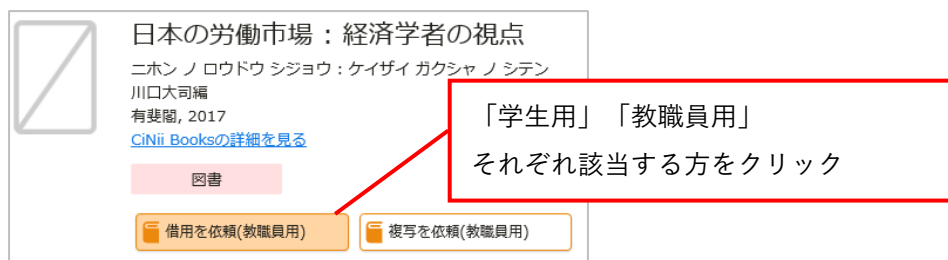 日本の労働市場：経済学者の視点
ニホン ノ ロウドウ シジョウ：ケイザイ ガクシャ ノ シテン
川口大司編
有斐閣, 2017
CiNii Booksの詳細を見る
図書
借用を依頼(教職員用)
複写を依頼(教職員用)
「学生用」「教職員用」
それぞれ該当する方をクリック